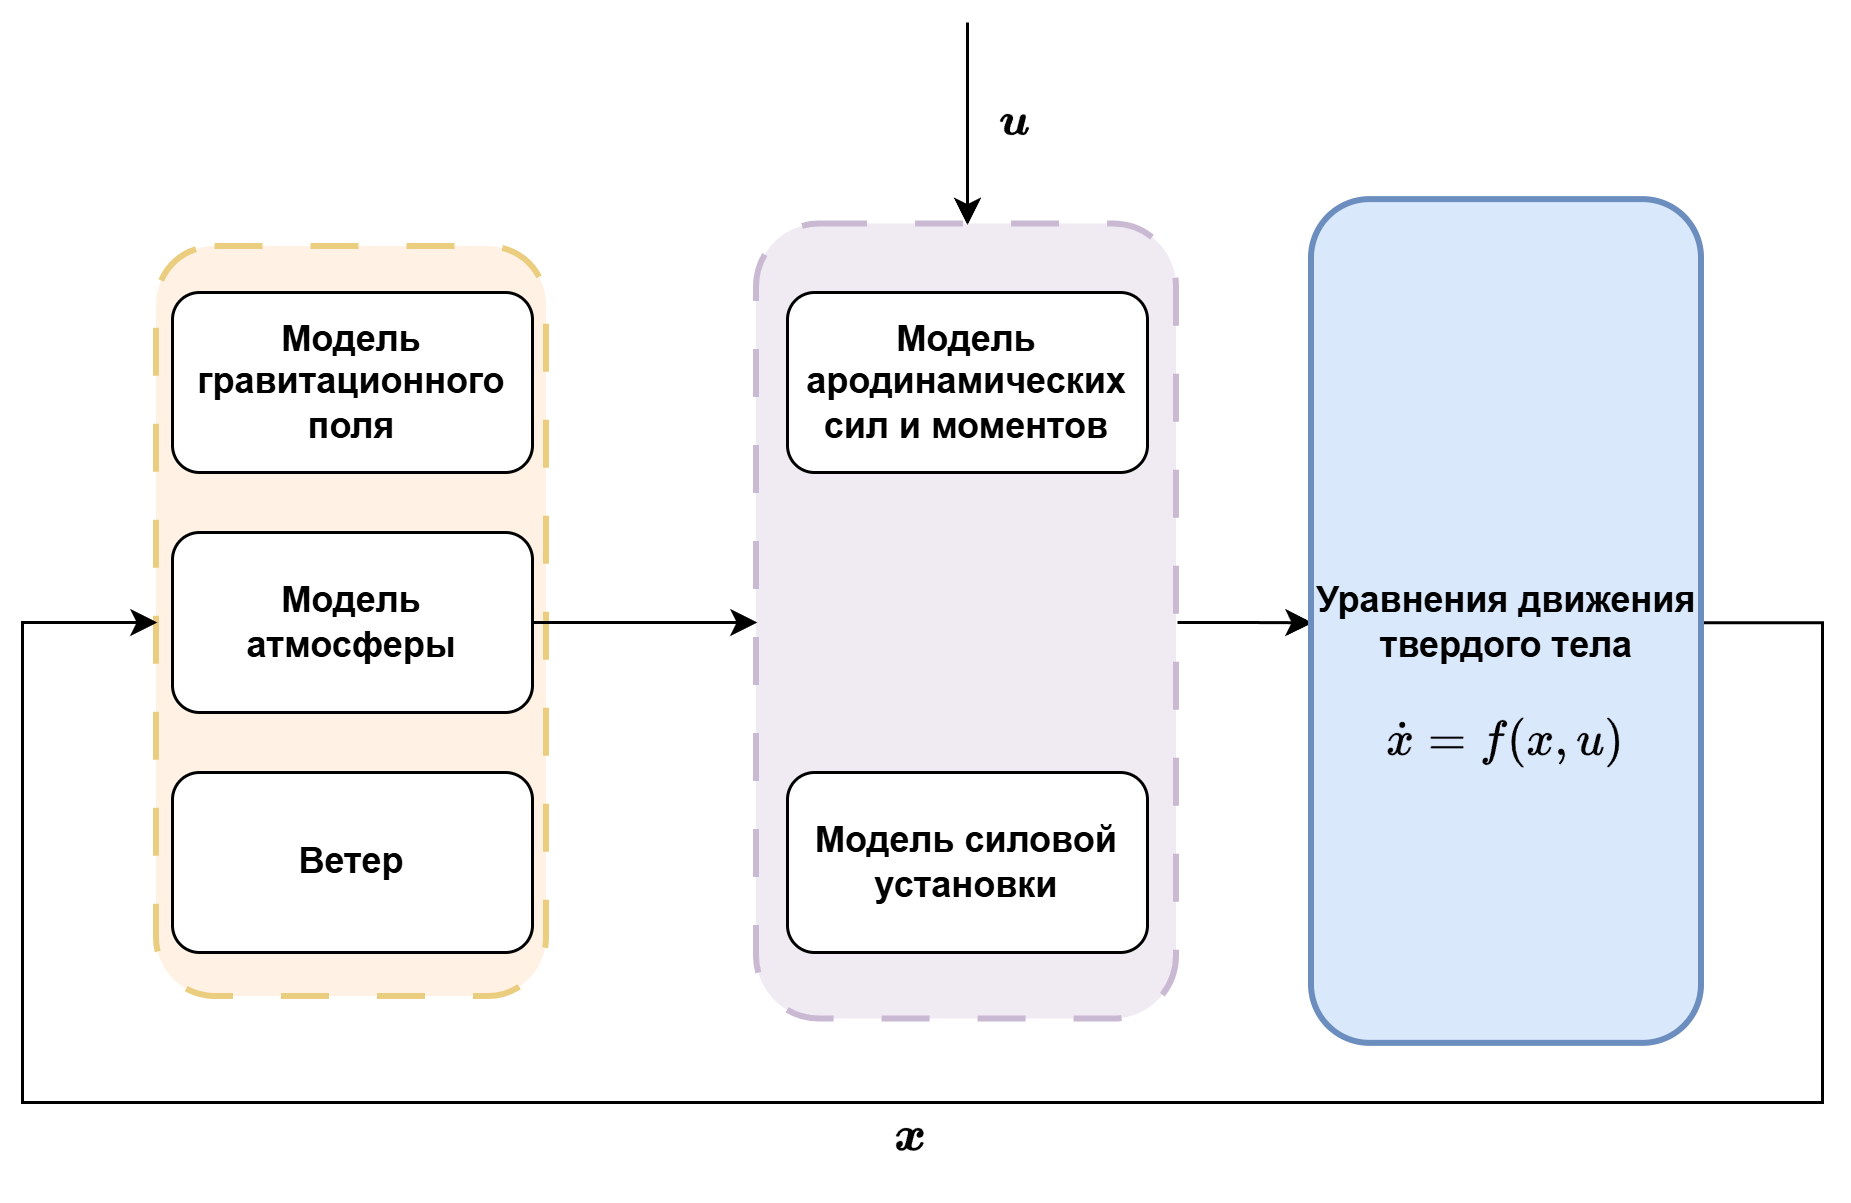 u
Модель
гравитационного
поля
Модель
атмосферы
Ветер
Модель
ародинамических
сил и моментов
Модель силовой
установки
Уравнения движения
твердого тела
ẋ = f(x, u)
x